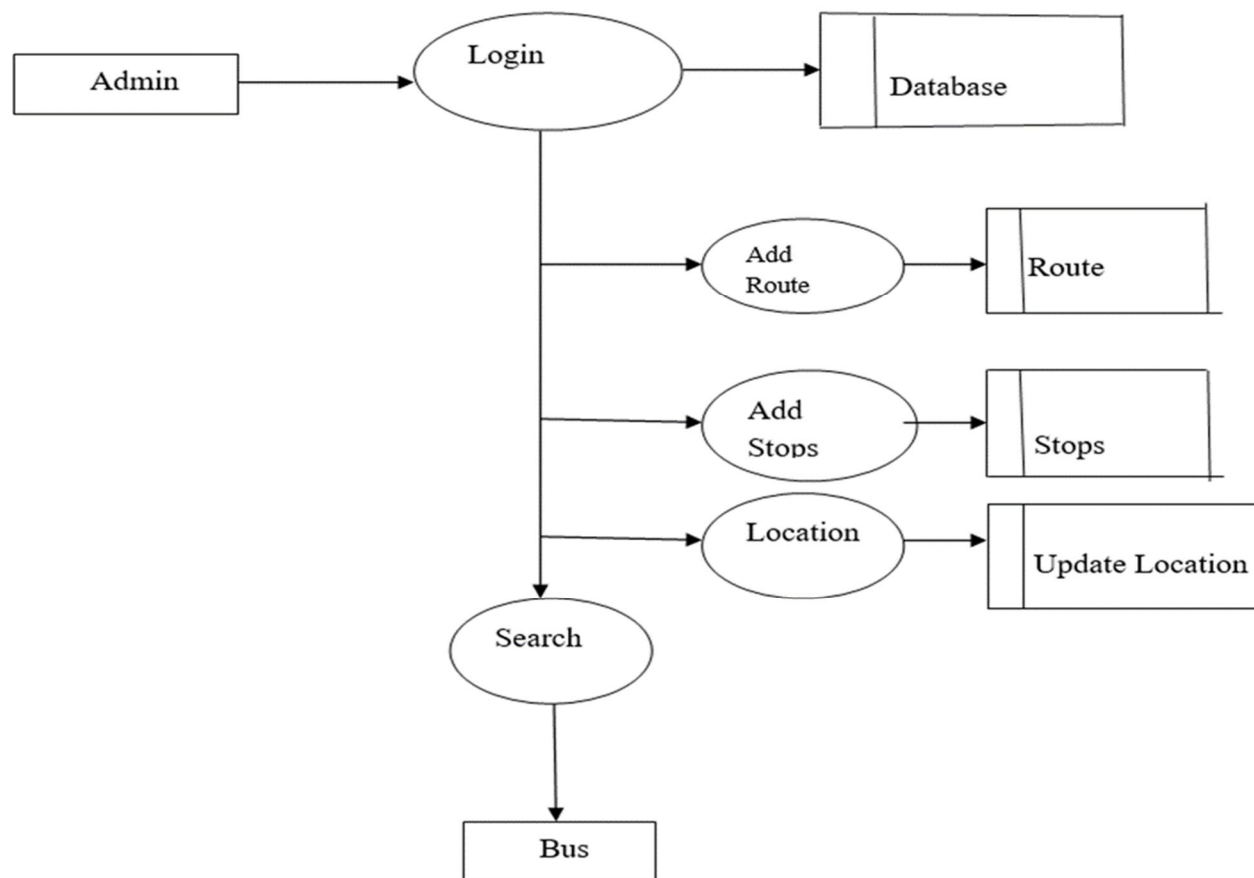 Admin
Login
Database
Add
Route
Route
Add
Stops
Stops
Location
Update Location
Search
Bus